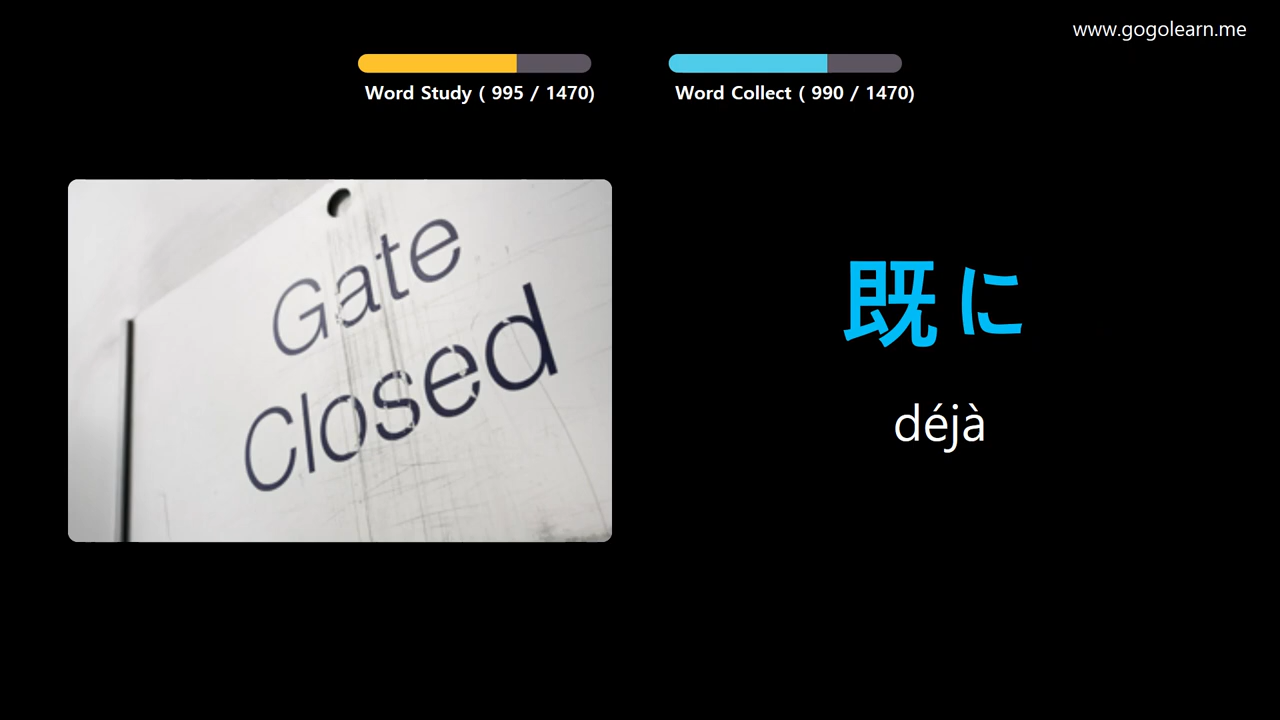 www.gogolearn.me
Word Study ( 995 / 1470)
Word Collect ( 990 / 1470)
Gate
Closed
既に
déjà